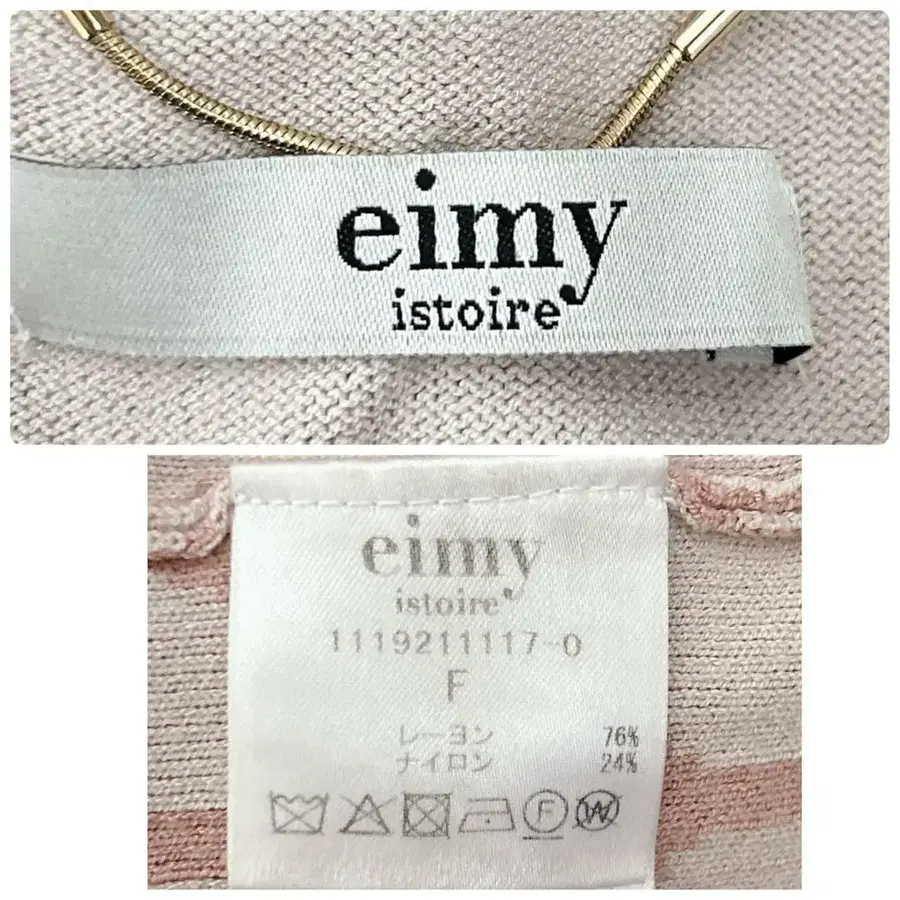 eimy
istoire
eimy
istoire
1119211117-0
F
レーヨン 76%
ナイロン 24%
F W